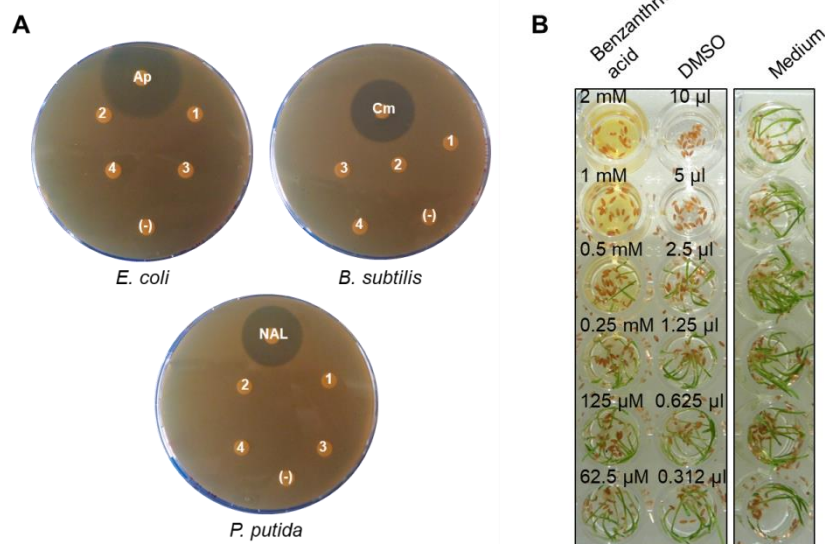 A
Ap
2 1
4 3
(-)
E. coli
Cm
1
3 2
4 (-)
B. subtilis
NAL
2 1
4 3
(-)
P. putida
B
acid
DMSO
Medium
2 mM 10 µl
1 mM 5 µl
0.5 mM 2.5 µl
0.25 mM 1.25 µl
125 µM 0.625 µl
62.5 µM 0.312 µl